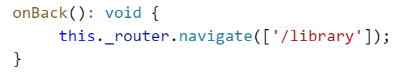 onBack(): void {
    this._router.navigate(['/library']);
}